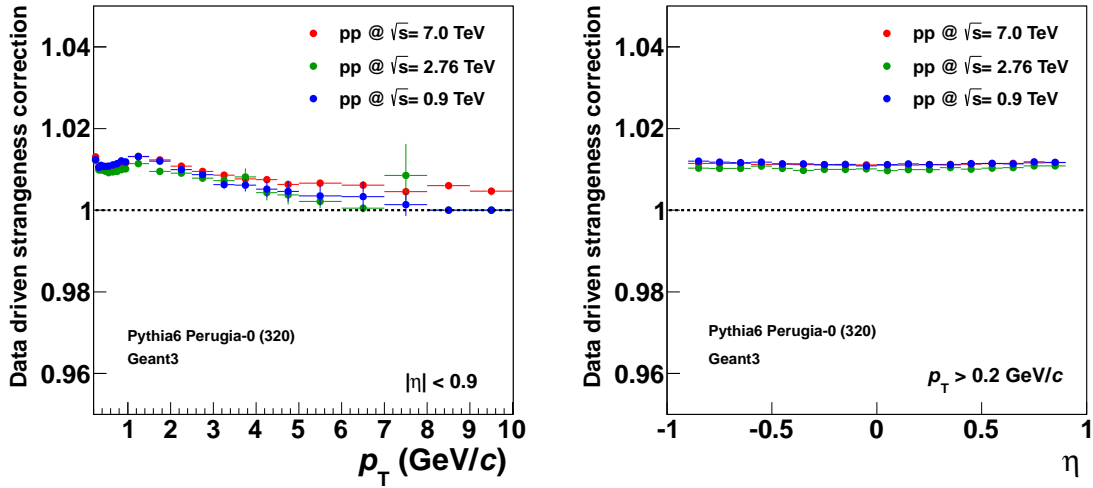 Data driven strangeness correction
1.04
1.02
1
0.98
0.96
pp @ √s= 7.0 TeV
pp @ √s= 2.76 TeV
pp @ √s= 0.9 TeV
Pythia6 Perugia-0 (320)
Geant3
|η| < 0.9
1 2 3 4 5 6 7 8 9 10
p_T (GeV/c)
Data driven strangeness correction
1.04
1.02
1
0.98
0.96
pp @ √s= 7.0 TeV
pp @ √s= 2.76 TeV
pp @ √s= 0.9 TeV
Pythia6 Perugia-0 (320)
Geant3
p_T > 0.2 GeV/c
-1 -0.5 0 0.5 1
η